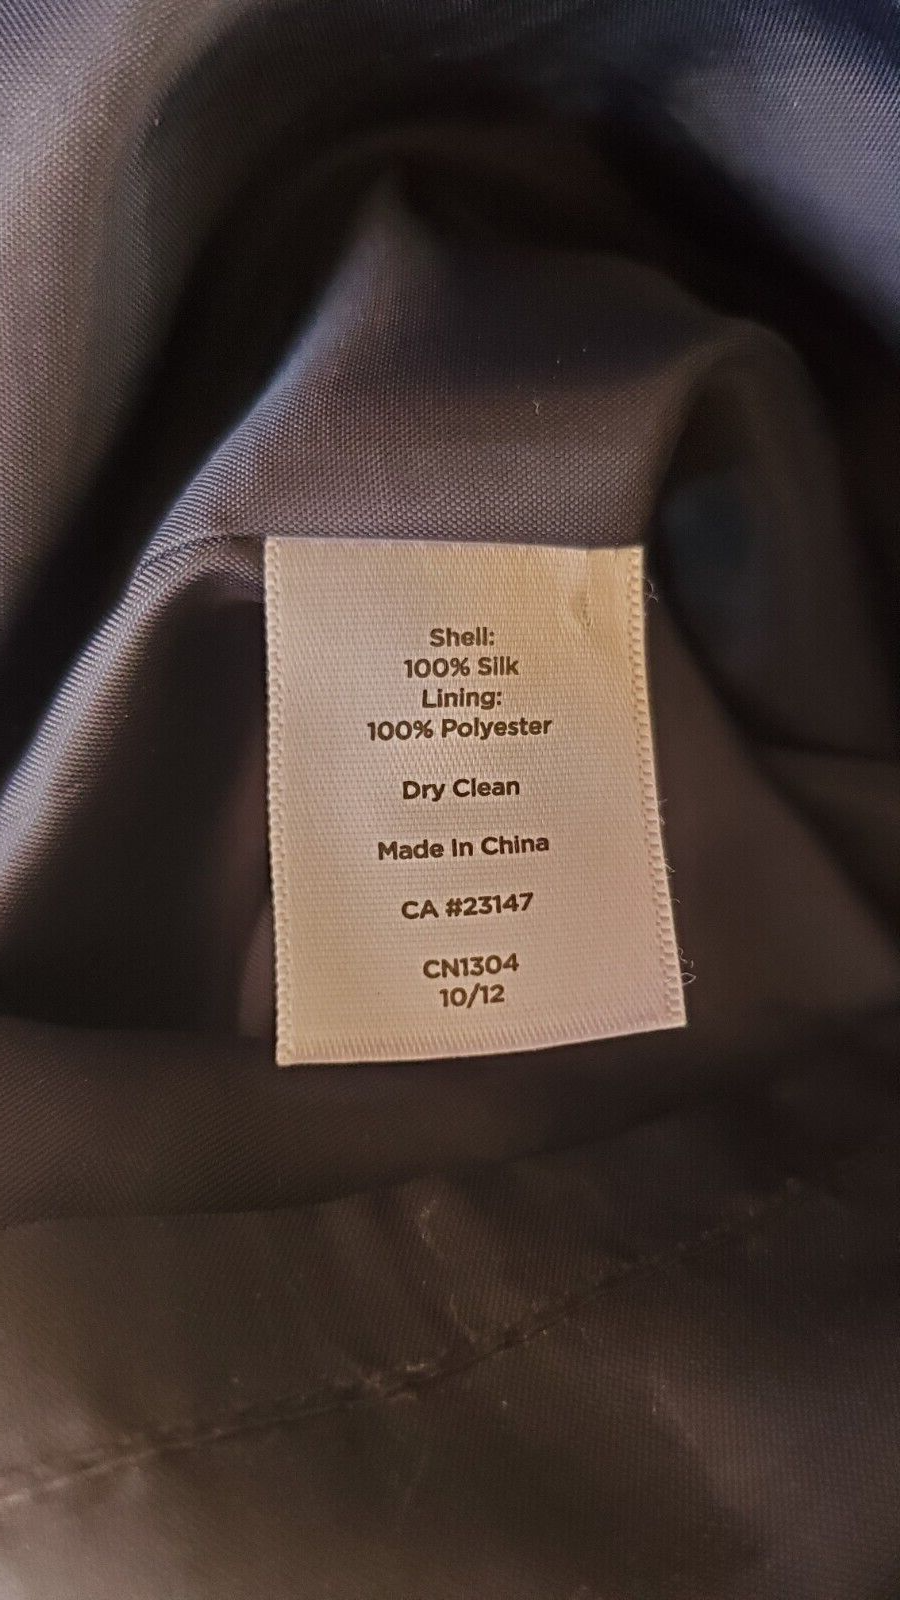 Shell:
100% Silk
Lining:
100% Polyester
Dry Clean
Made In China
CA #23147
CN1304
10/12